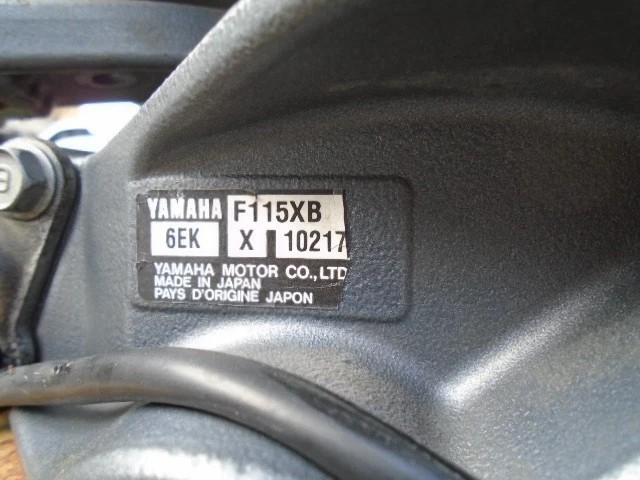 YAMAHA F115XB
6EK X 10217
YAMAHA MOTOR CO.,LTD
MADE IN JAPAN
PAYS D'ORIGINE JAPON